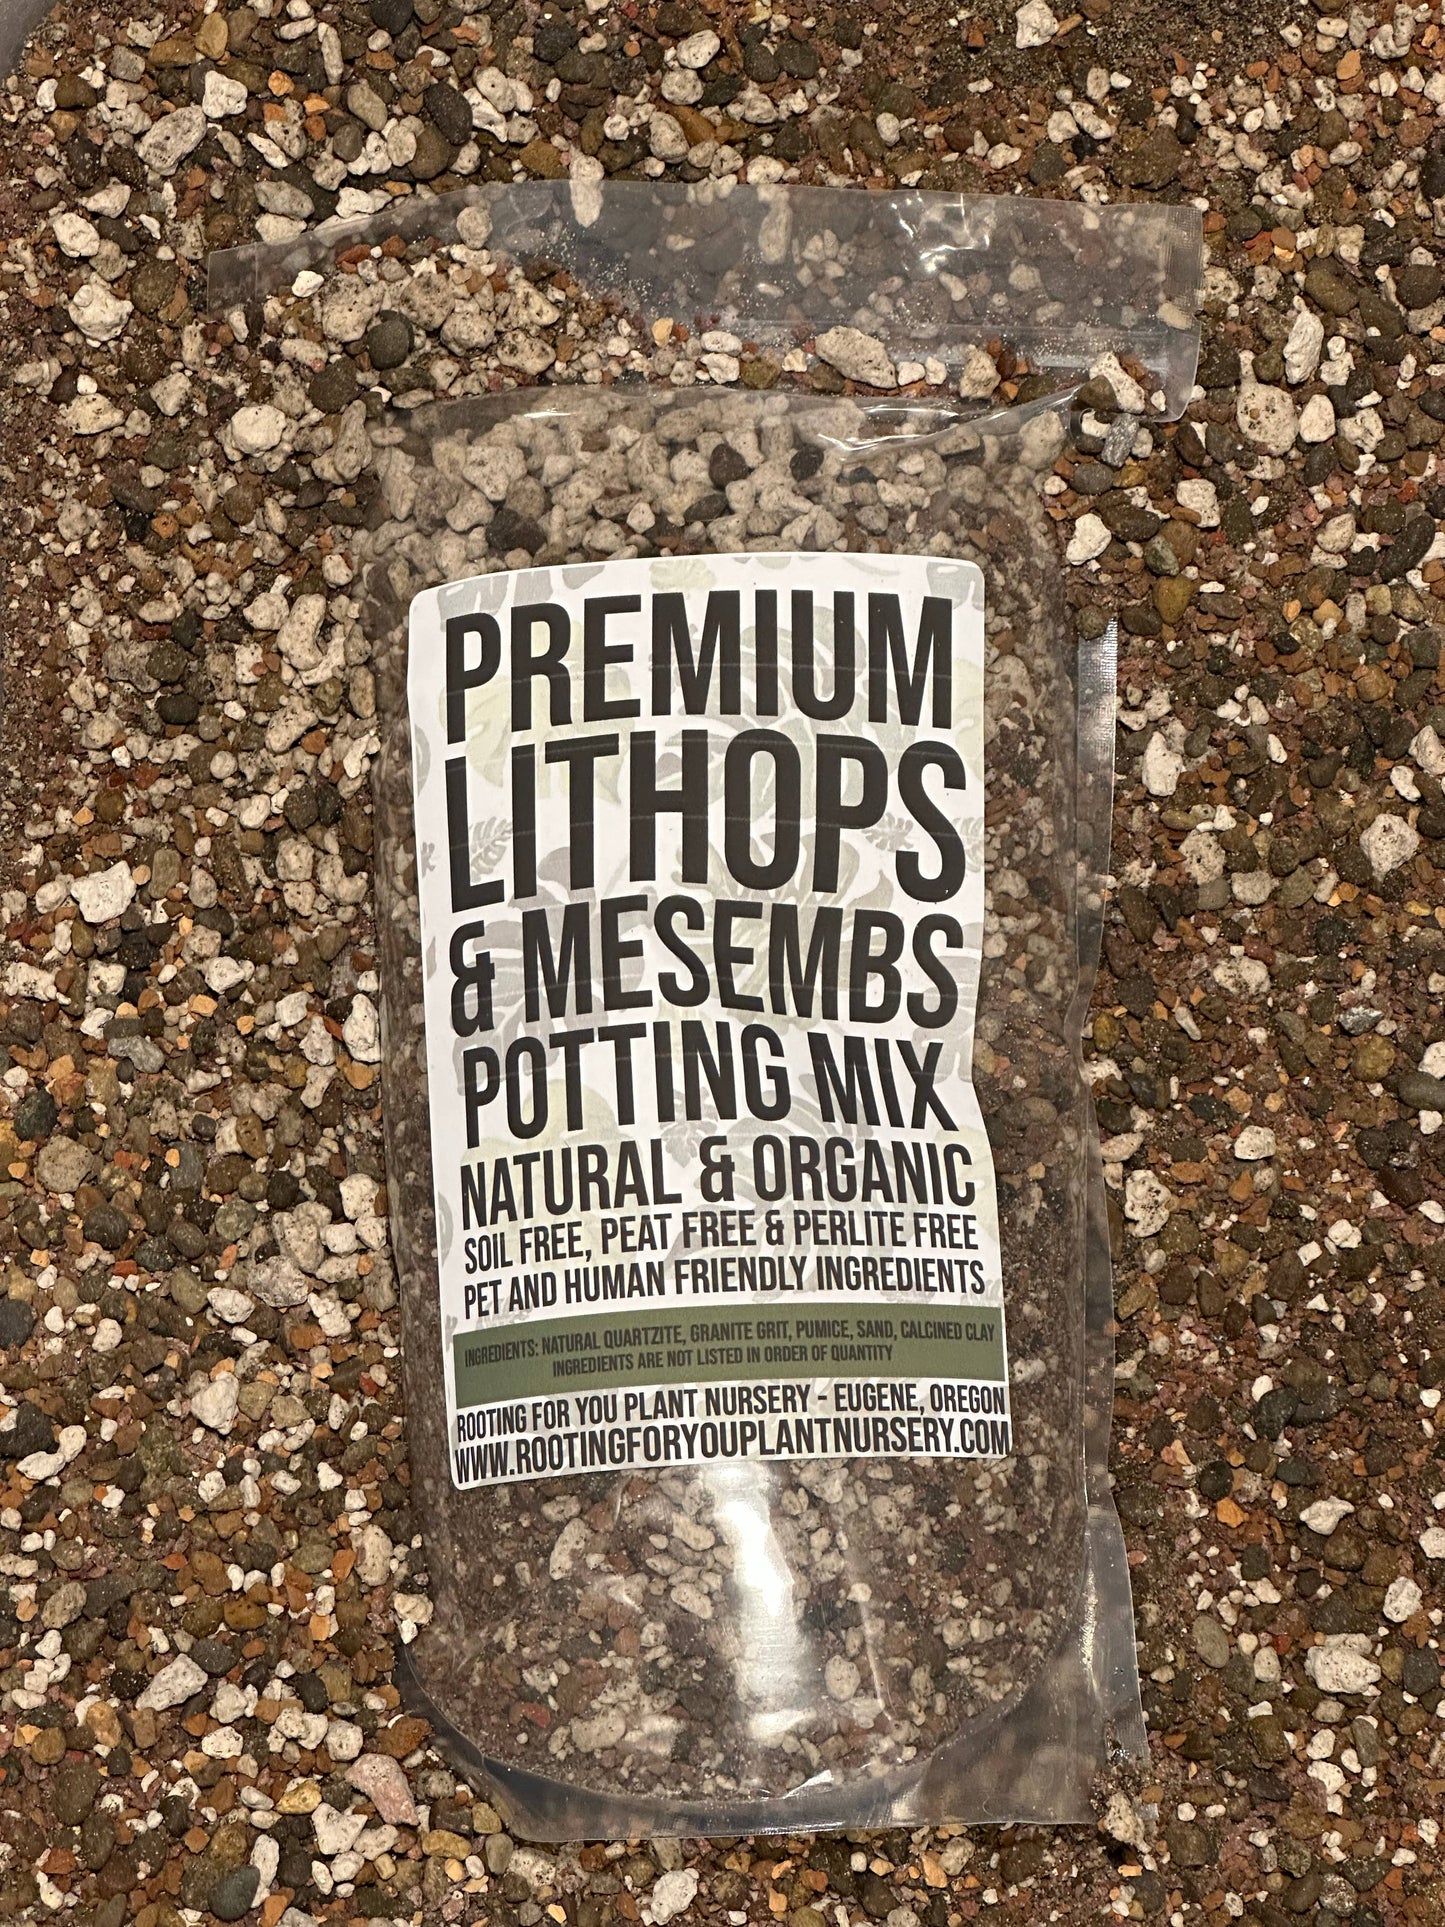 PREMIUM
LITHOPS
& MESEMBS
POTTING MIX
NATURAL & ORGANIC
SOIL FREE, PEAT FREE & PERLITE FREE
PET AND HUMAN FRIENDLY INGREDIENTS
INGREDIENTS: NATURAL QUARTZITE, GRANITE GRIT, PUMICE, SAND, CALCINED CLAY
INGREDIENTS ARE NOT LISTED IN ORDER OF QUANTITY
ROOTING FOR YOU PLANT NURSERY - EUGENE, OREGON
WWW.ROOTINGFORYOUPLANTNURSERY.COM